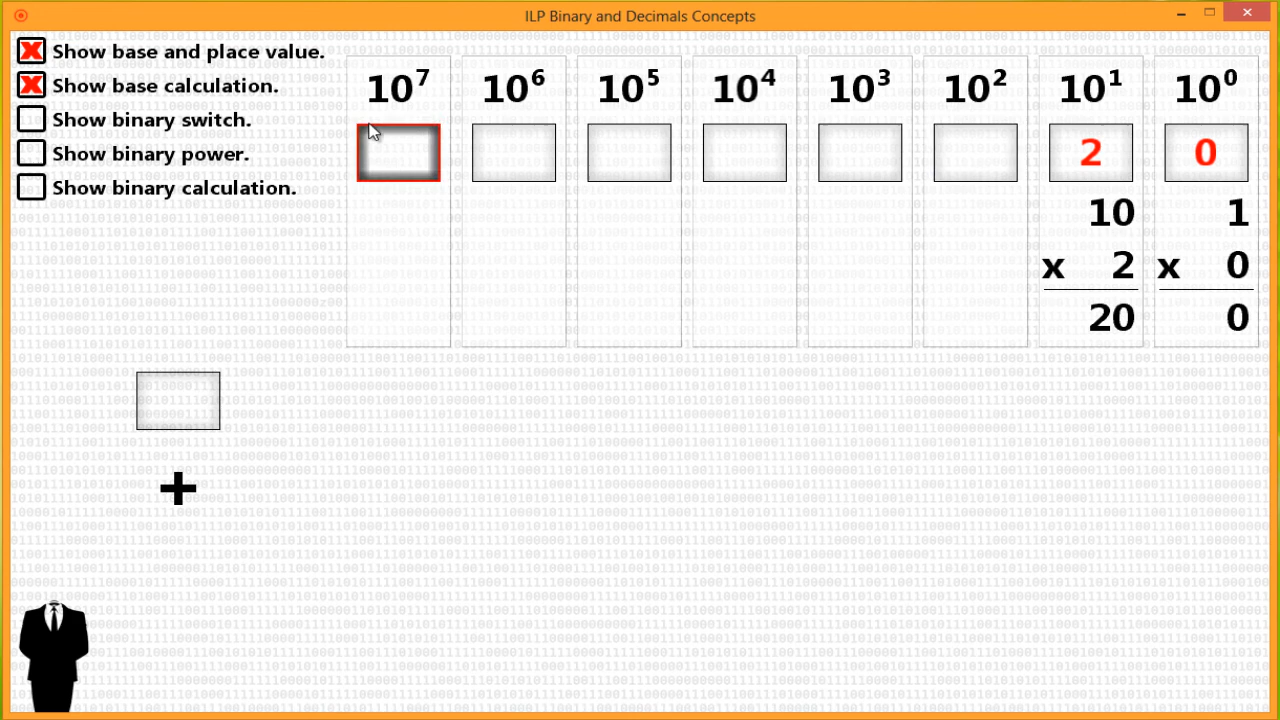 ILP Binary and Decimals Concepts
X Show base and place value.
X Show base calculation.
Show binary switch.
Show binary power.
Show binary calculation.
10⁷ 10⁶ 10⁵ 10⁴ 10³ 10² 10¹ 10⁰
2 0
10 1
x 2 x 0
20 0
+